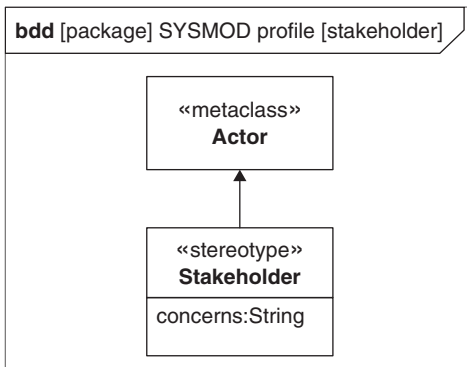 bdd [package] SYSMOD profile [stakeholder]
«metaclass»
Actor
«stereotype»
Stakeholder
concerns:String